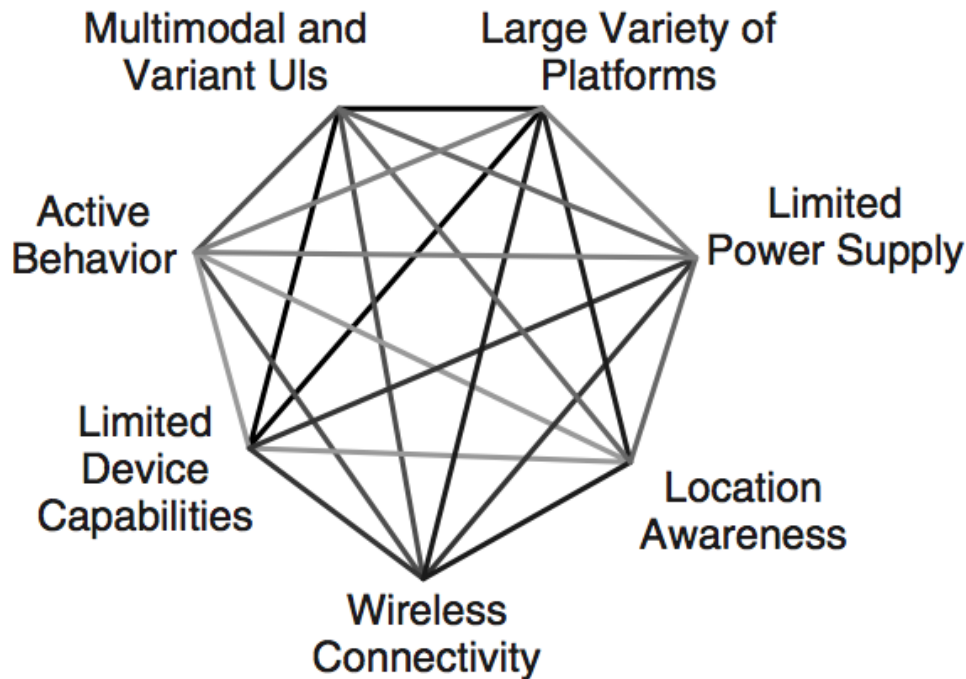 Multimodal and
Variant UIs
Large Variety of
Platforms
Active
Behavior
Limited
Power Supply
Limited
Device
Capabilities
Location
Awareness
Wireless
Connectivity